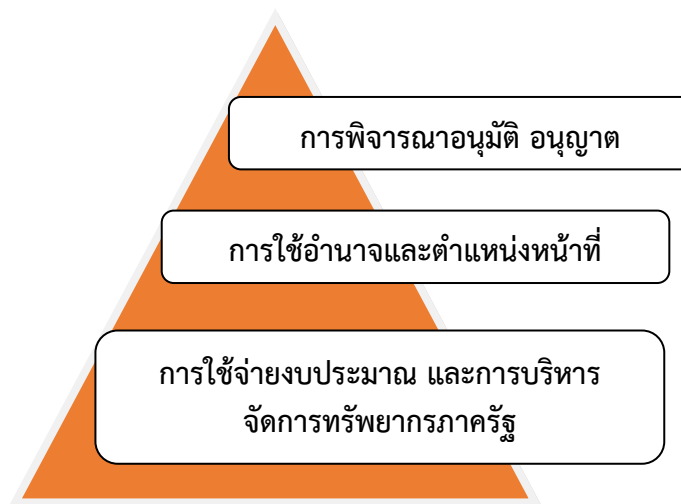 การพิจารณาอนุมัติ อนุญาต
การใช้อำนาจและตำแหน่งหน้าที่
การใช้จ่ายงบประมาณ และการบริหาร
จัดการทรัพยากรภาครัฐ